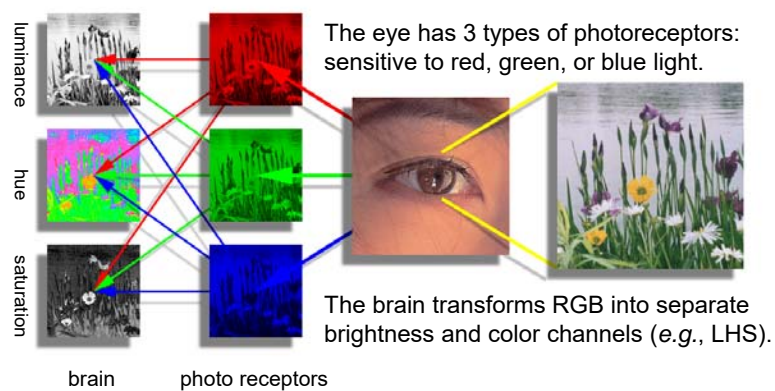 The eye has 3 types of photoreceptors:
sensitive to red, green, or blue light.
luminance
hue
saturation
The brain transforms RGB into separate
brightness and color channels (e.g., LHS).
brain
photo receptors